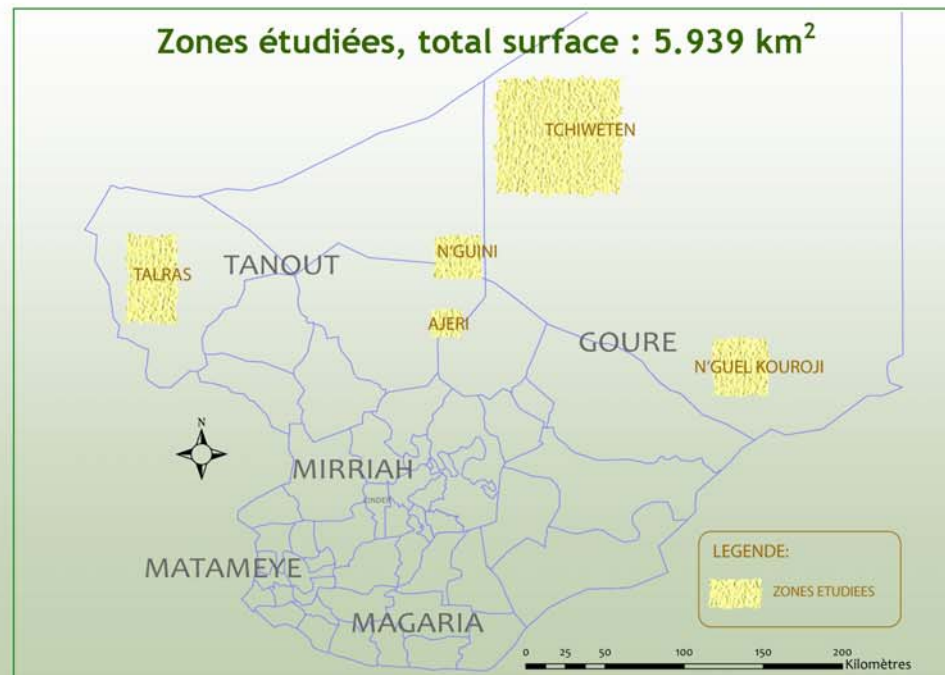 Zones étudiées, total surface : 5.939 km²
TCHIWETEN
N'GUINI
TANOUT
TALRAS
AJERI
GOURE
N'GUEL KOUROJI
N
MIRRIAH
ZINDER
MATAMEYE
MAGARIA
LEGENDE:
ZONES ETUDIEES
0 25 50 100 150 200
Kilomètres